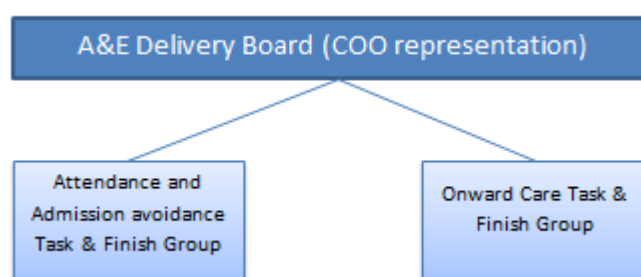 A&E Delivery Board (COO representation)
Attendance and
Admission avoidance
Task & Finish Group
Onward Care Task &
Finish Group